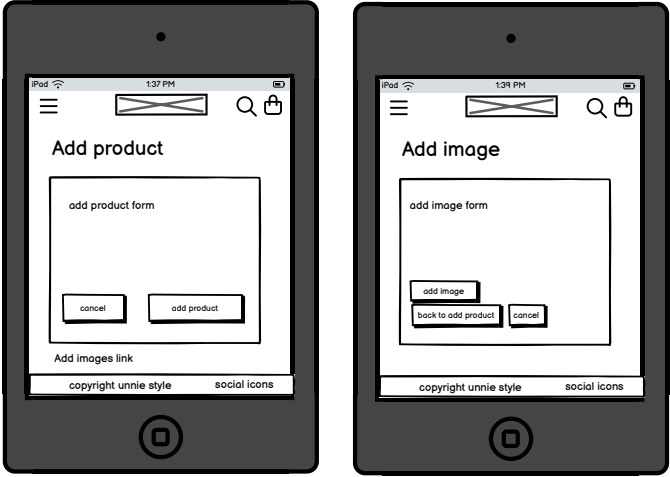 iPad 1:37 PM
Add product
add product form
cancel add product
Add images link
copyright unnie style social icons
iPad 1:39 PM
Add image
add image form
add image
back to add product cancel
copyright unnie style social icons